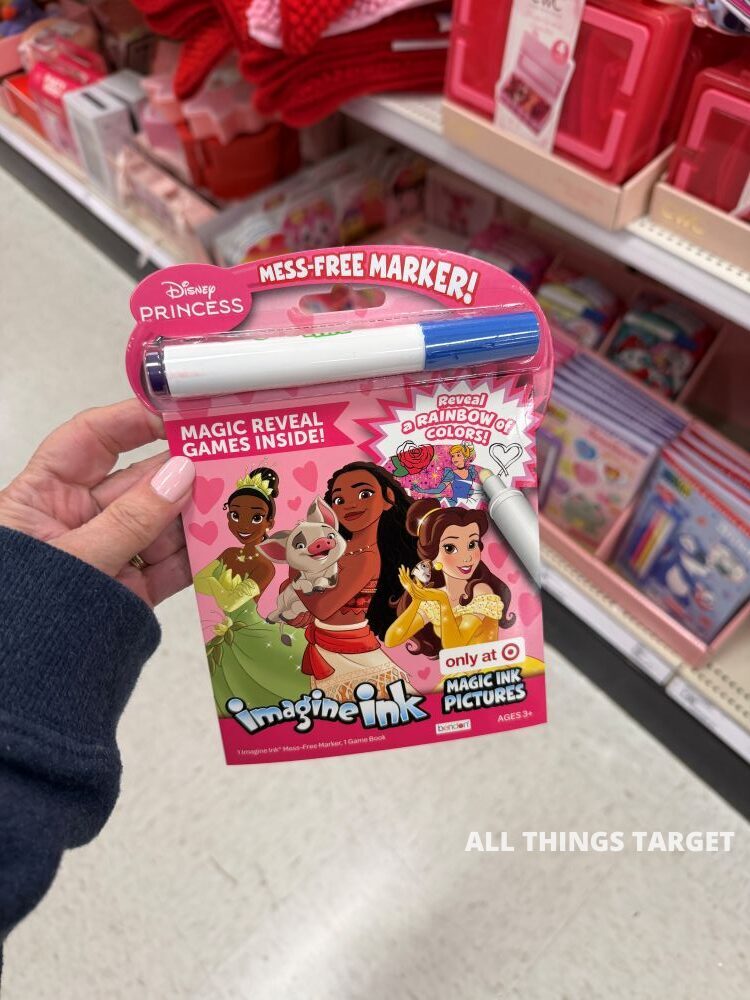 MESS-FREE MARKER!
Disney
PRINCESS
MAGIC REVEAL
GAMES INSIDE!
Reveal
a RAINBOW of
COLORS!
only at
imagine ink
MAGIC INK
PICTURES
bendon
AGES 3+
1 Imagine Ink® Mess-Free Marker, 1 Game Book
ALL THINGS TARGET